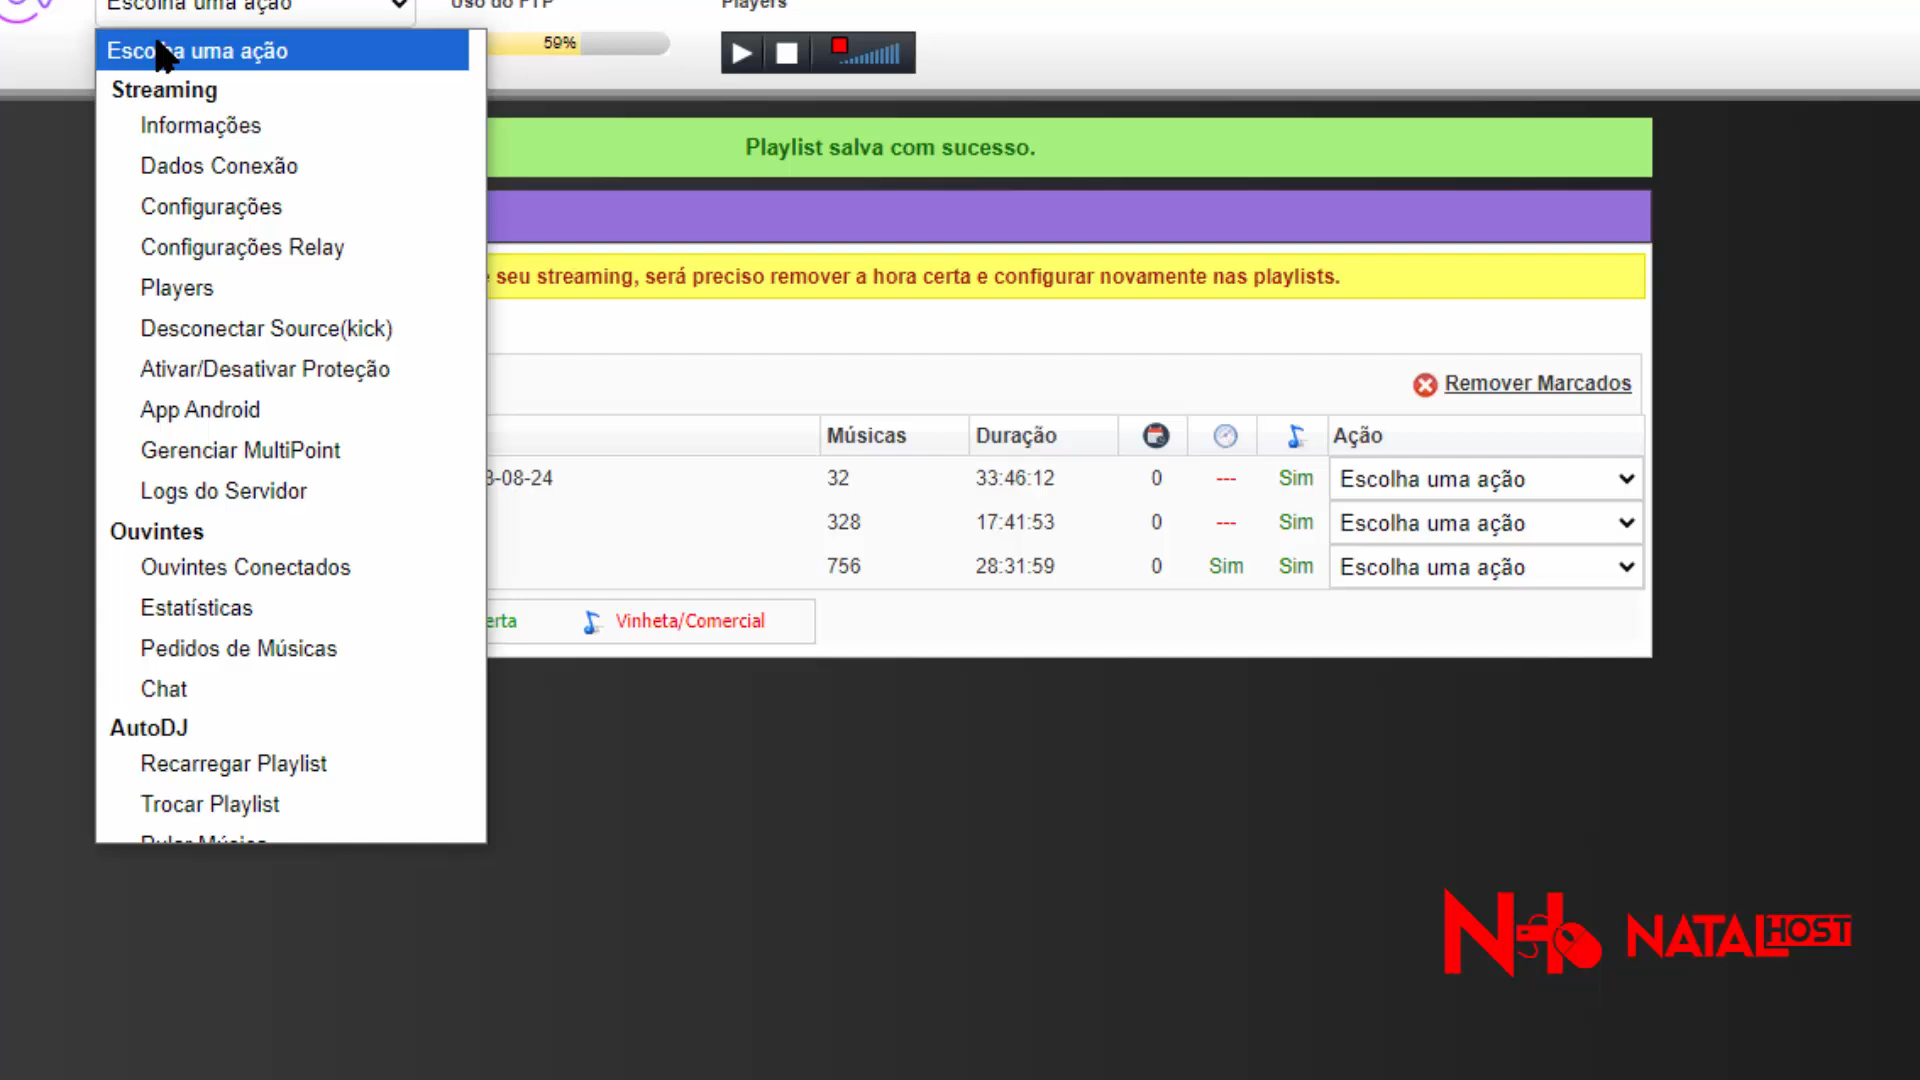 Escolha uma ação
Uso do FTP
Players
59%
Escolha uma ação
Streaming
Informações
Dados Conexão
Configurações
Configurações Relay
Players
Desconectar Source(kick)
Ativar/Desativar Proteção
App Android
Gerenciar MultiPoint
Logs do Servidor
Ouvintes
Ouvintes Conectados
Estatísticas
Pedidos de Músicas
Chat
AutoDJ
Recarregar Playlist
Trocar Playlist
Pular Música
Playlist salva com sucesso.
seu streaming, será preciso remover a hora certa e configurar novamente nas playlists.
Remover Marcados
Músicas Duração Ação
-08-24 32 33:46:12 0 --- Sim Escolha uma ação
328 17:41:53 0 --- Sim Escolha uma ação
756 28:31:59 0 Sim Sim Escolha uma ação
erta Vinheta/Comercial
NH NATAL HOST